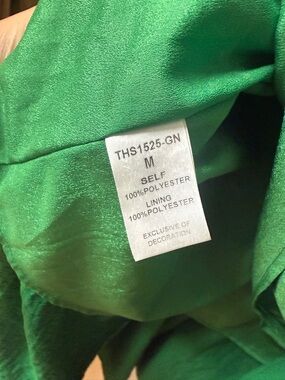 THS1525-GN
M
SELF
100%POLYESTER
LINING
100%POLYESTER
EXCLUSIVE OF
DECORATION